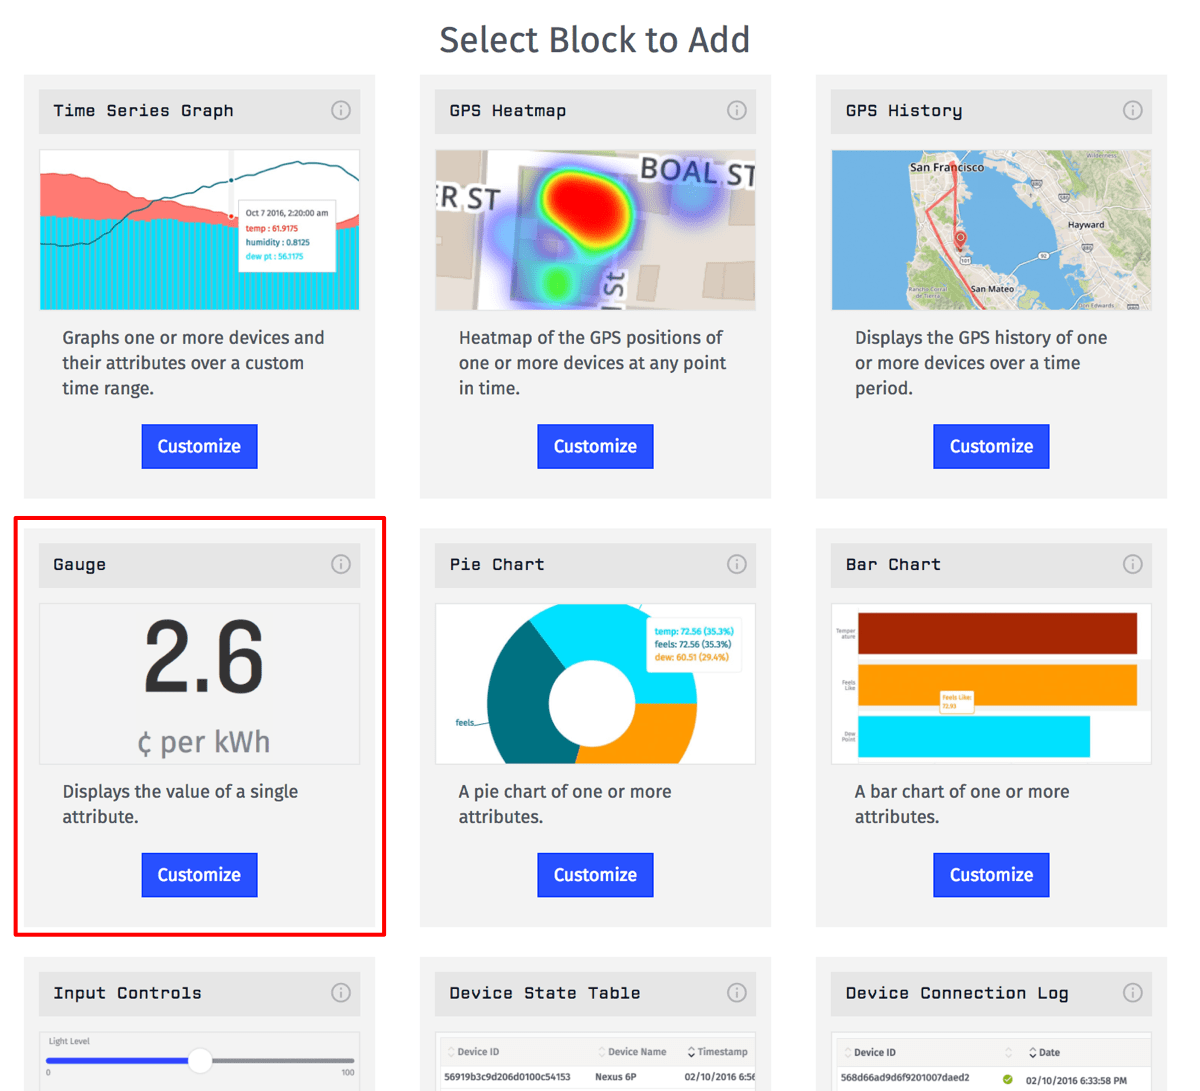 Select Block to Add
Time Series Graph
Oct 7 2016, 2:20:00 am
temp : 61.9175
humidity : 0.8125
dew pt : 56.1175
Graphs one or more devices and
their attributes over a custom
time range.
Customize
GPS Heatmap
BOAL ST
ER ST
St
Heatmap of the GPS positions of
one or more devices at any point
in time.
Customize
GPS History
San Francisco
Hayward
92
101
San Mateo
Rancho Corral
de Tierra
Displays the GPS history of one
or more devices over a time
period.
Customize
Gauge
2.6
¢ per kWh
Displays the value of a single
attribute.
Customize
Pie Chart
temp: 72.56 (35.3%)
feels: 72.56 (35.3%)
dew: 60.51 (29.4%)
feels
A pie chart of one or more
attributes.
Customize
Bar Chart
Temper
ature
Feels
Like
Feels Like:
72.93
Dew
Point
A bar chart of one or more
attributes.
Customize
Input Controls
Light Level
0
100
Device State Table
Device ID Device Name Timestamp
56919b3c9d206d0100c54153 Nexus 6P 02/10/2016 6:56
Device Connection Log
Device ID Date
568d66ad9d6f9201007daed2 02/10/2016 6:33:58 PM